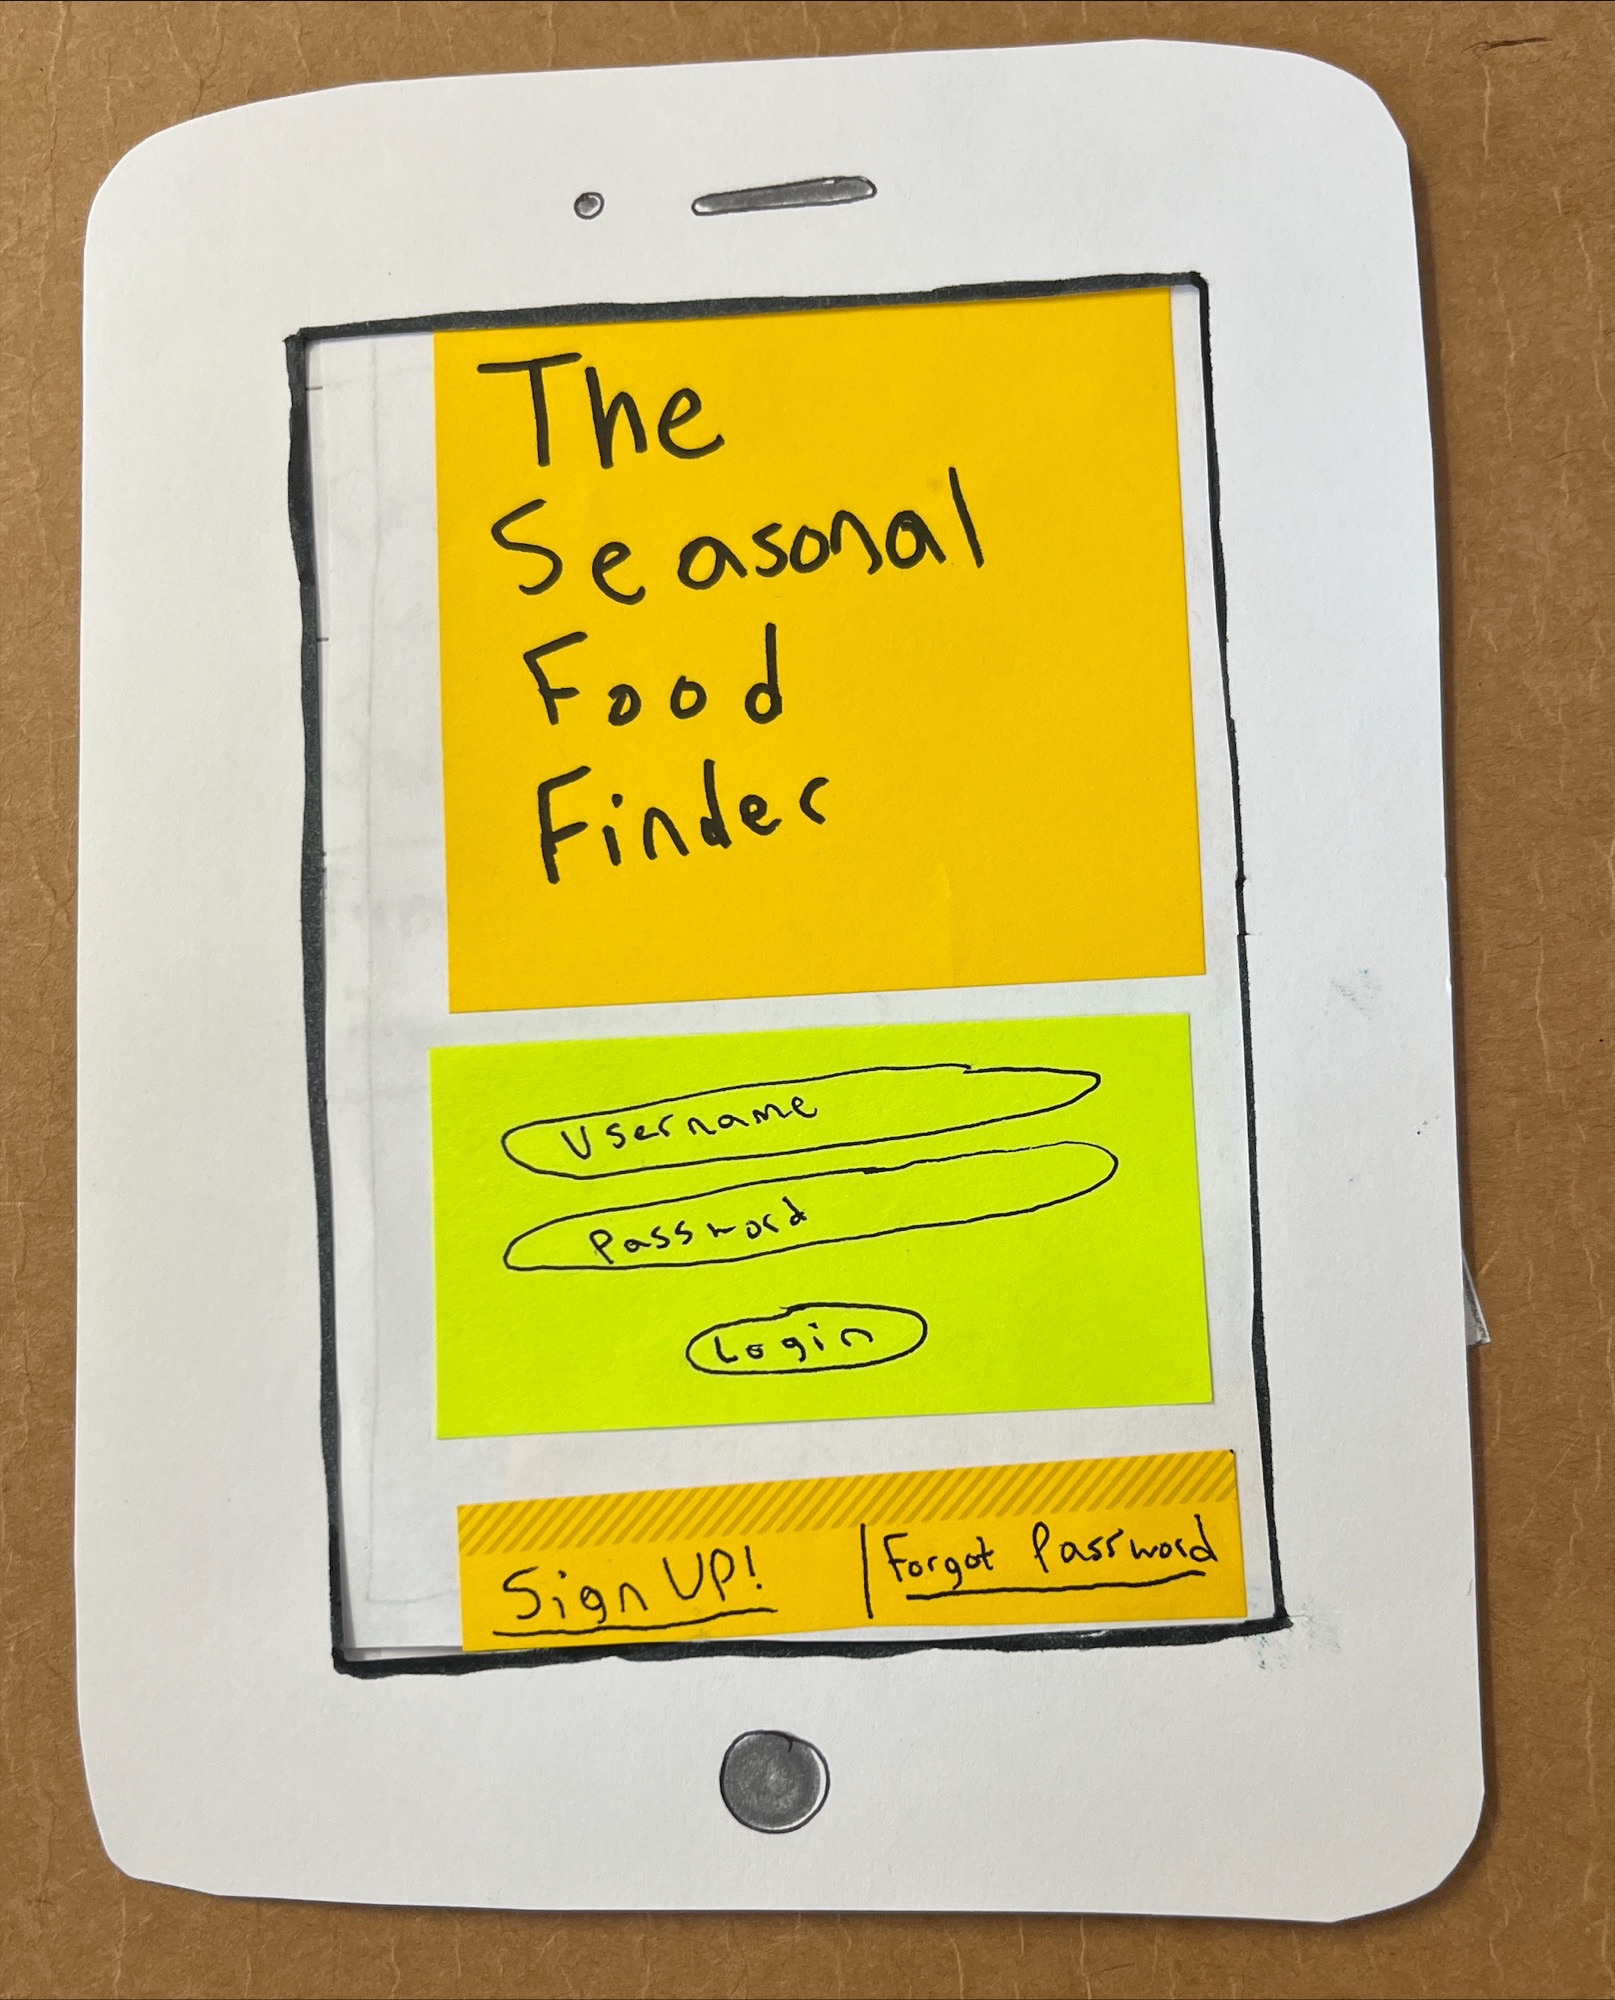 The
Seasonal
Food
Finder
Username
Password
Login
Sign UP! | Forgot Password